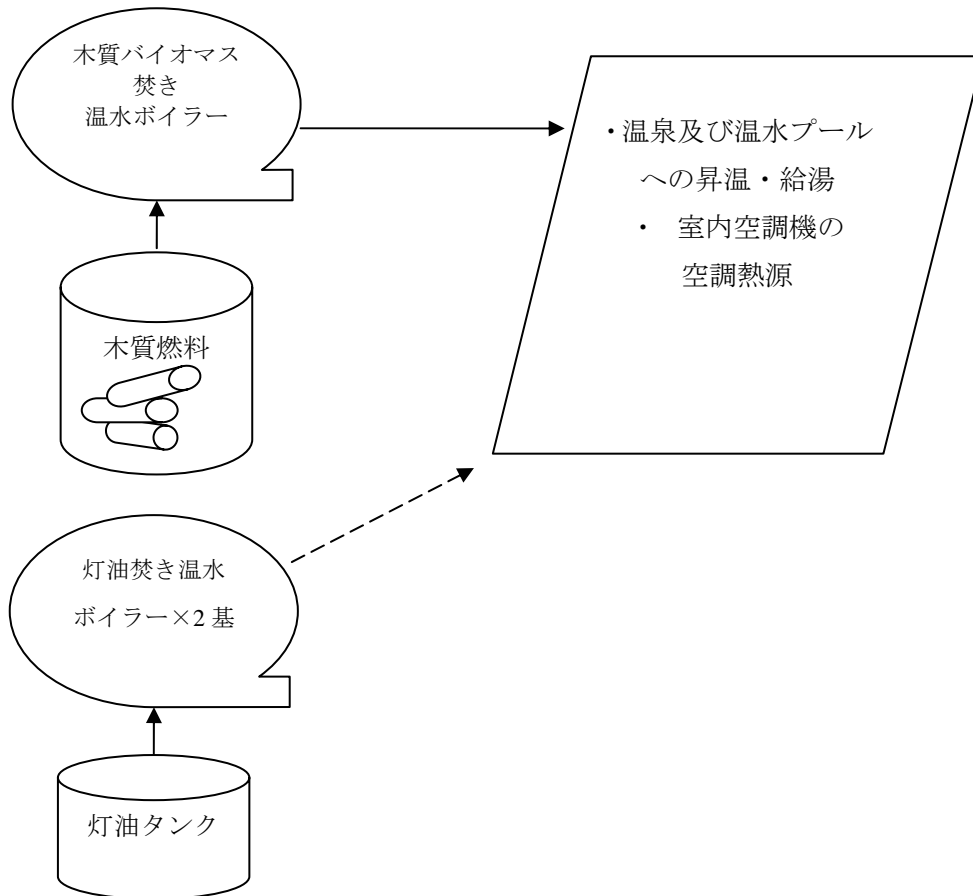 木質バイオマス
焚き
温水ボイラー
・温泉及び温水プール
への昇温・給湯
・ 室内空調機の
空調熱源
木質燃料
灯油焚き温水
ボイラー×2 基
灯油タンク